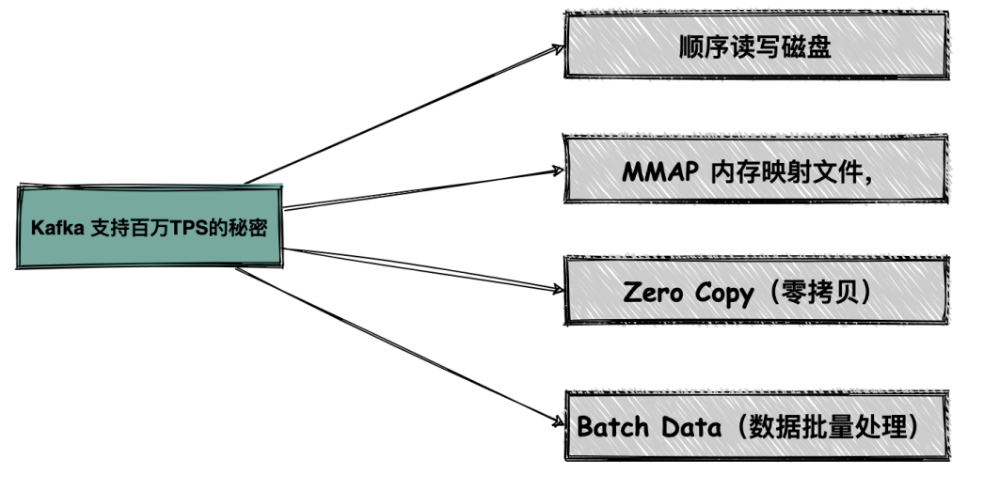 顺序读写磁盘
MMAP 内存映射文件，
Kafka 支持百万TPS的秘密
Zero Copy（零拷贝）
Batch Data（数据批量处理）